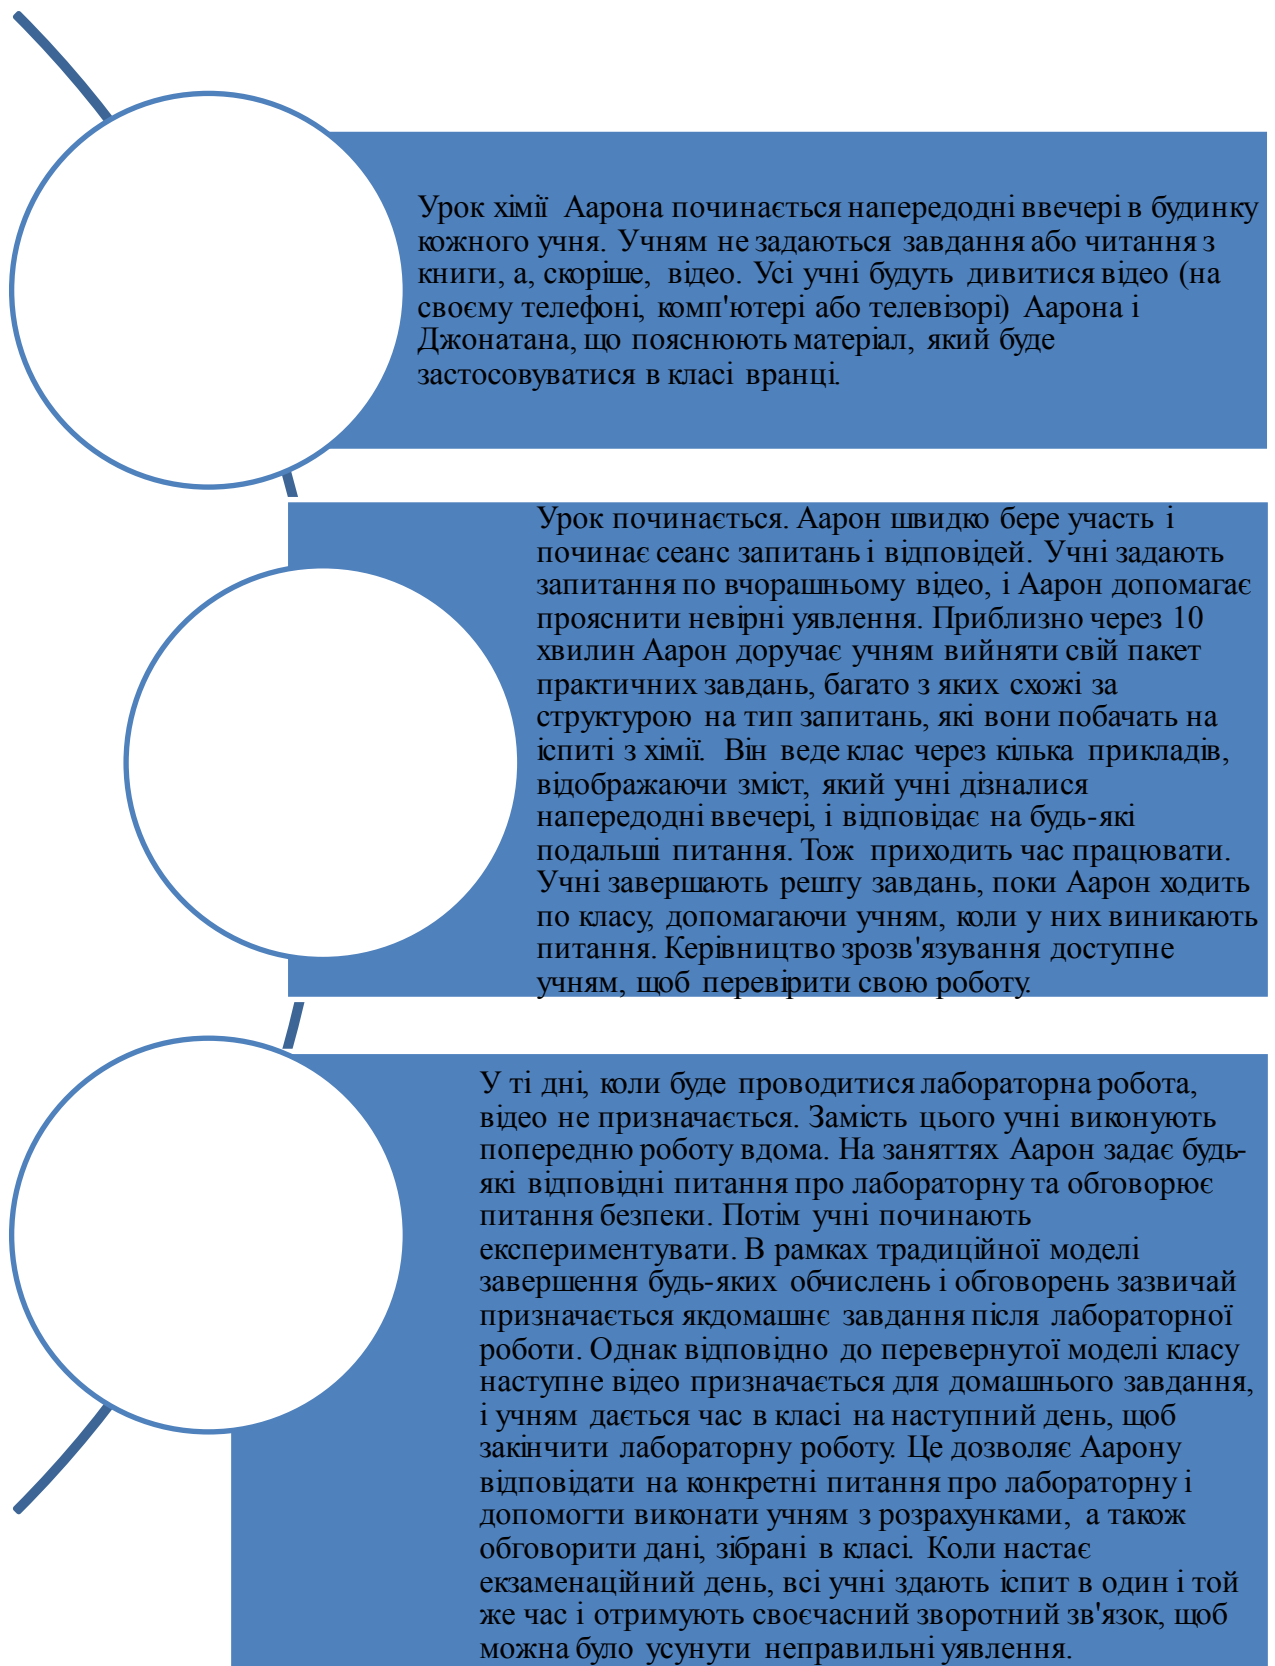 Урок хімії Аарона починається напередодні ввечері в будинку
кожного учня. Учням не задаються завдання або читання з
книги, а, скоріше, відео. Усі учні будуть дивитися відео (на
своєму телефоні, комп'ютері або телевізорі) Аарона і
Джонатана, що пояснюють матеріал, який буде
застосовуватися в класі вранці.
Урок починається. Аарон швидко бере участь і
починає сеанс запитань і відповідей. Учні задають
запитання по вчорашньому відео, і Аарон допомагає
прояснити невірні уявлення. Приблизно через 10
хвилин Аарон доручає учням вийняти свій пакет
практичних завдань, багато з яких схожі за
структурою на тип запитань, які вони побачать на
іспиті з хімії. Він веде клас через кілька прикладів,
відображаючи зміст, який учні дізналися
напередодні ввечері, і відповідає на будь-які
подальші питання. Тож приходить час працювати.
Учні завершають решту завдань, поки Аарон ходить
по класу, допомагаючи учням, коли у них виникають
питання. Керівництво зрозв'язування доступне
учням, щоб перевірити свою роботу.
У ті дні, коли буде проводитися лабораторна робота,
відео не призначається. Замість цього учні виконують
попередню роботу вдома. На заняттях Аарон задає будь-
які відповідні питання про лабораторну та обговорює
питання безпеки. Потім учні починають
експериментувати. В рамках традиційної моделі
завершення будь-яких обчислень і обговорень зазвичай
призначається якдомашнє завдання після лабораторної
роботи. Однак відповідно до перевернутої моделі класу
наступне відео призначається для домашнього завдання,
і учням дається час в класі на наступний день, щоб
закінчити лабораторну роботу. Це дозволяє Аарону
відповідати на конкретні питання про лабораторну і
допомогти виконати учням з розрахунками, а також
обговорити дані, зібрані в класі. Коли настає
екзаменаційний день, всі учні здають іспит в один і той
же час і отримують своєчасний зворотний зв'язок, щоб
можна було усунути неправильні уявлення.